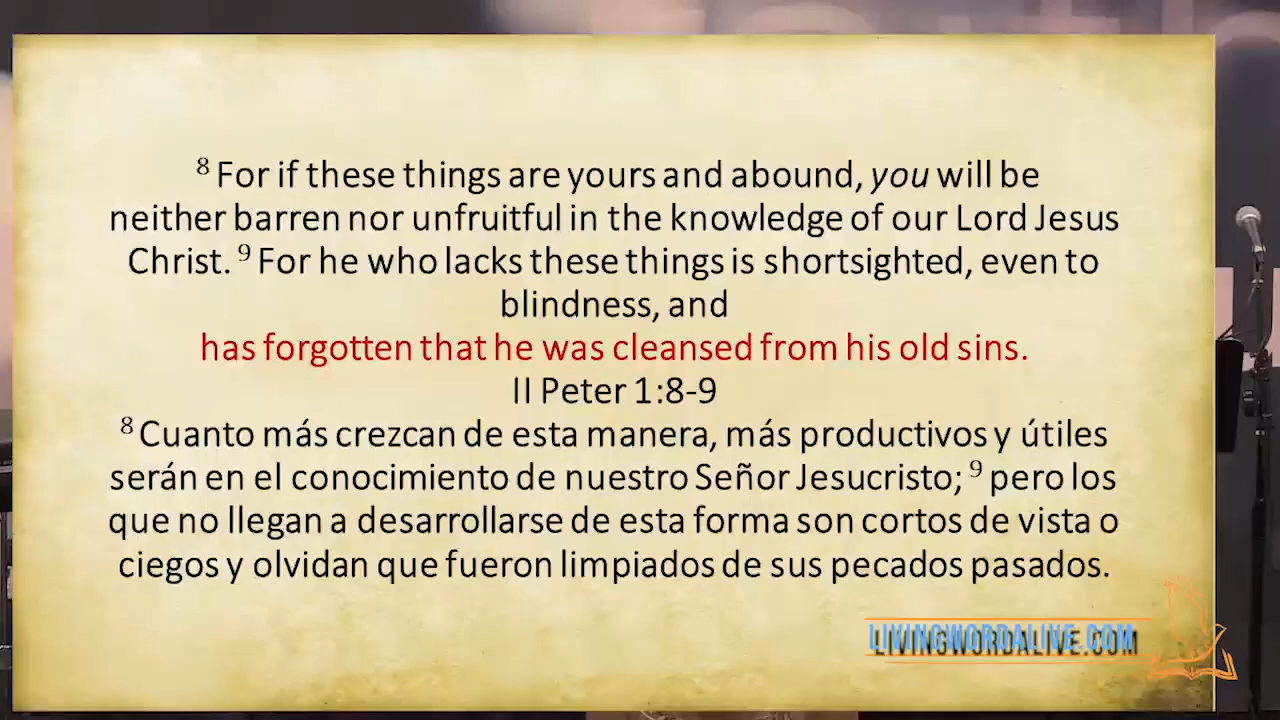 ⁸ For if these things are yours and abound, you will be
neither barren nor unfruitful in the knowledge of our Lord Jesus
Christ. ⁹ For he who lacks these things is shortsighted, even to
blindness, and
has forgotten that he was cleansed from his old sins.
II Peter 1:8-9
⁸ Cuanto más crezcan de esta manera, más productivos y útiles
serán en el conocimiento de nuestro Señor Jesucristo; ⁹ pero los
que no llegan a desarrollarse de esta forma son cortos de vista o
ciegos y olvidan que fueron limpiados de sus pecados pasados.
LIVINGWORDALIVE.COM